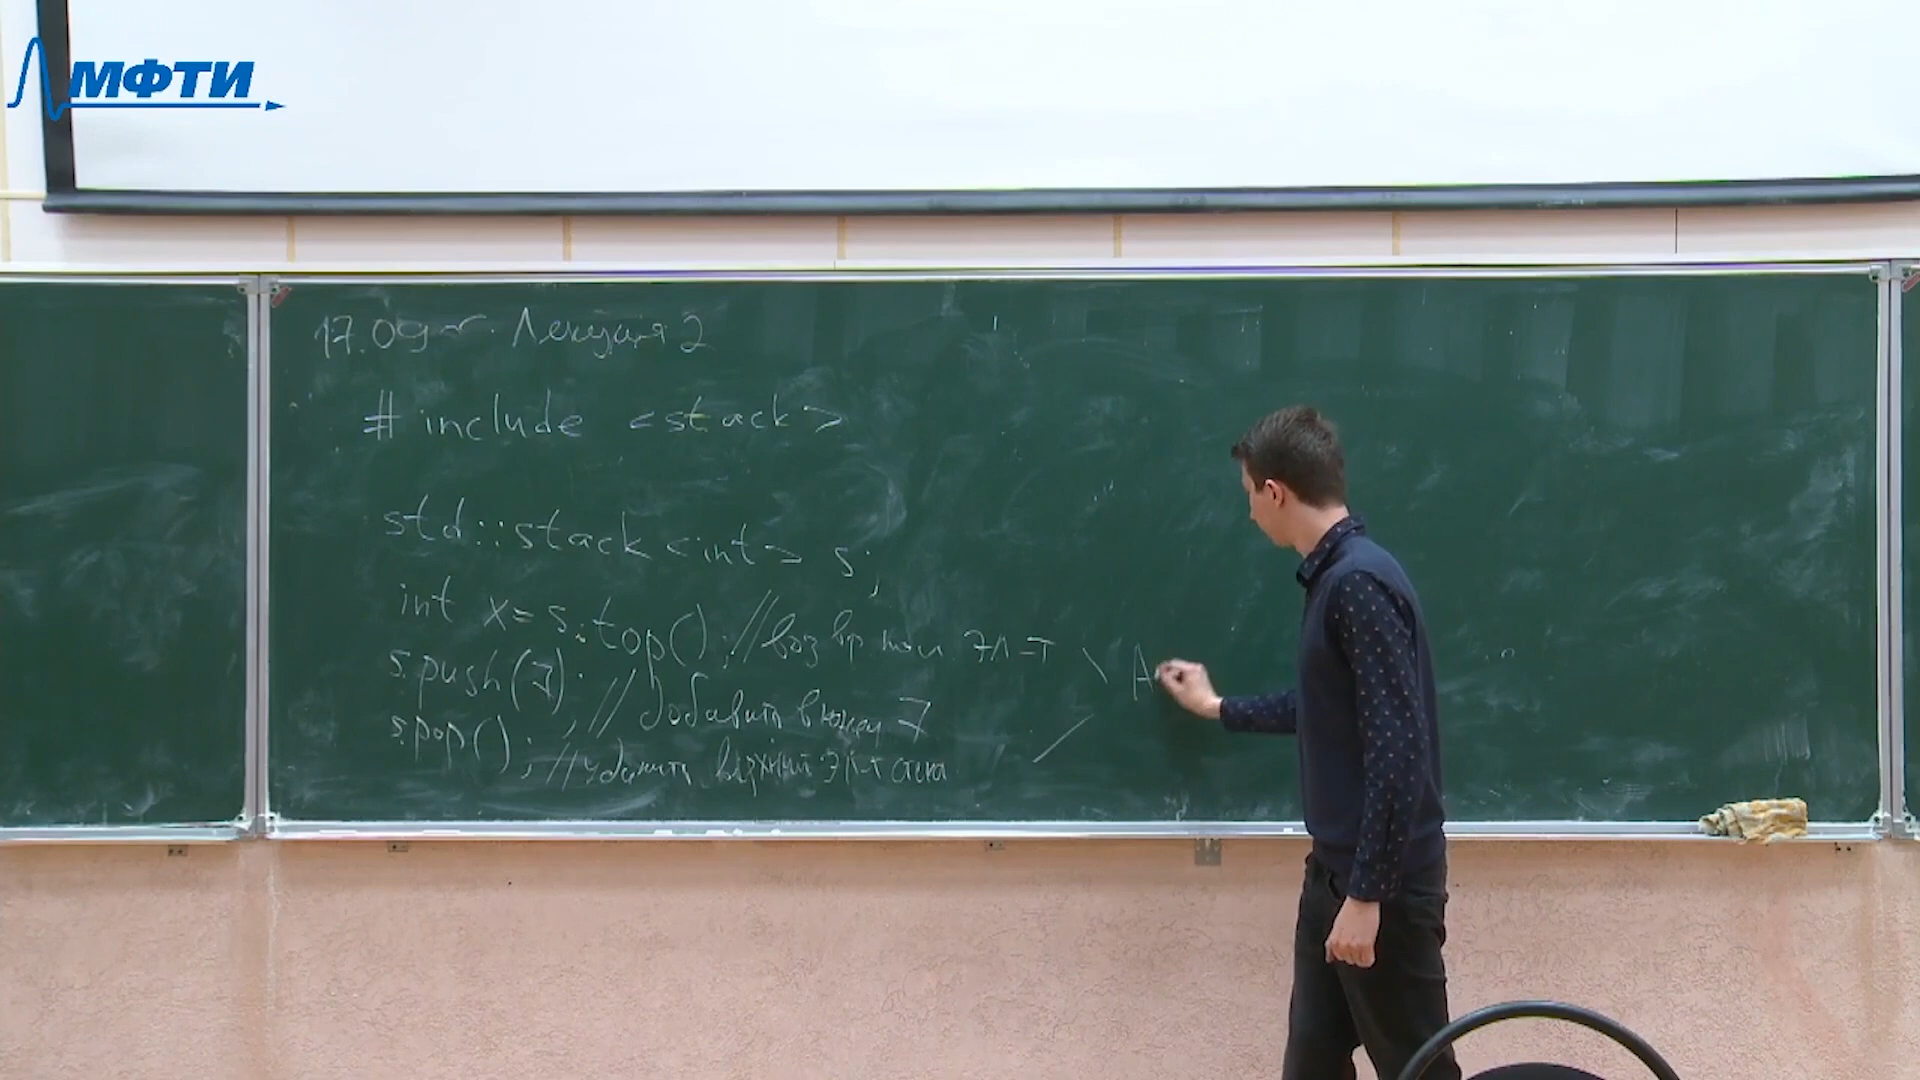 МФТИ
17.09 Лекция 2
#include <stack>
std::stack<int> s;
int x = s.top(); // эл-т \ A
s.push(7); // добавить в конец 7
s.pop(); // удалить верхний эл-т стека /